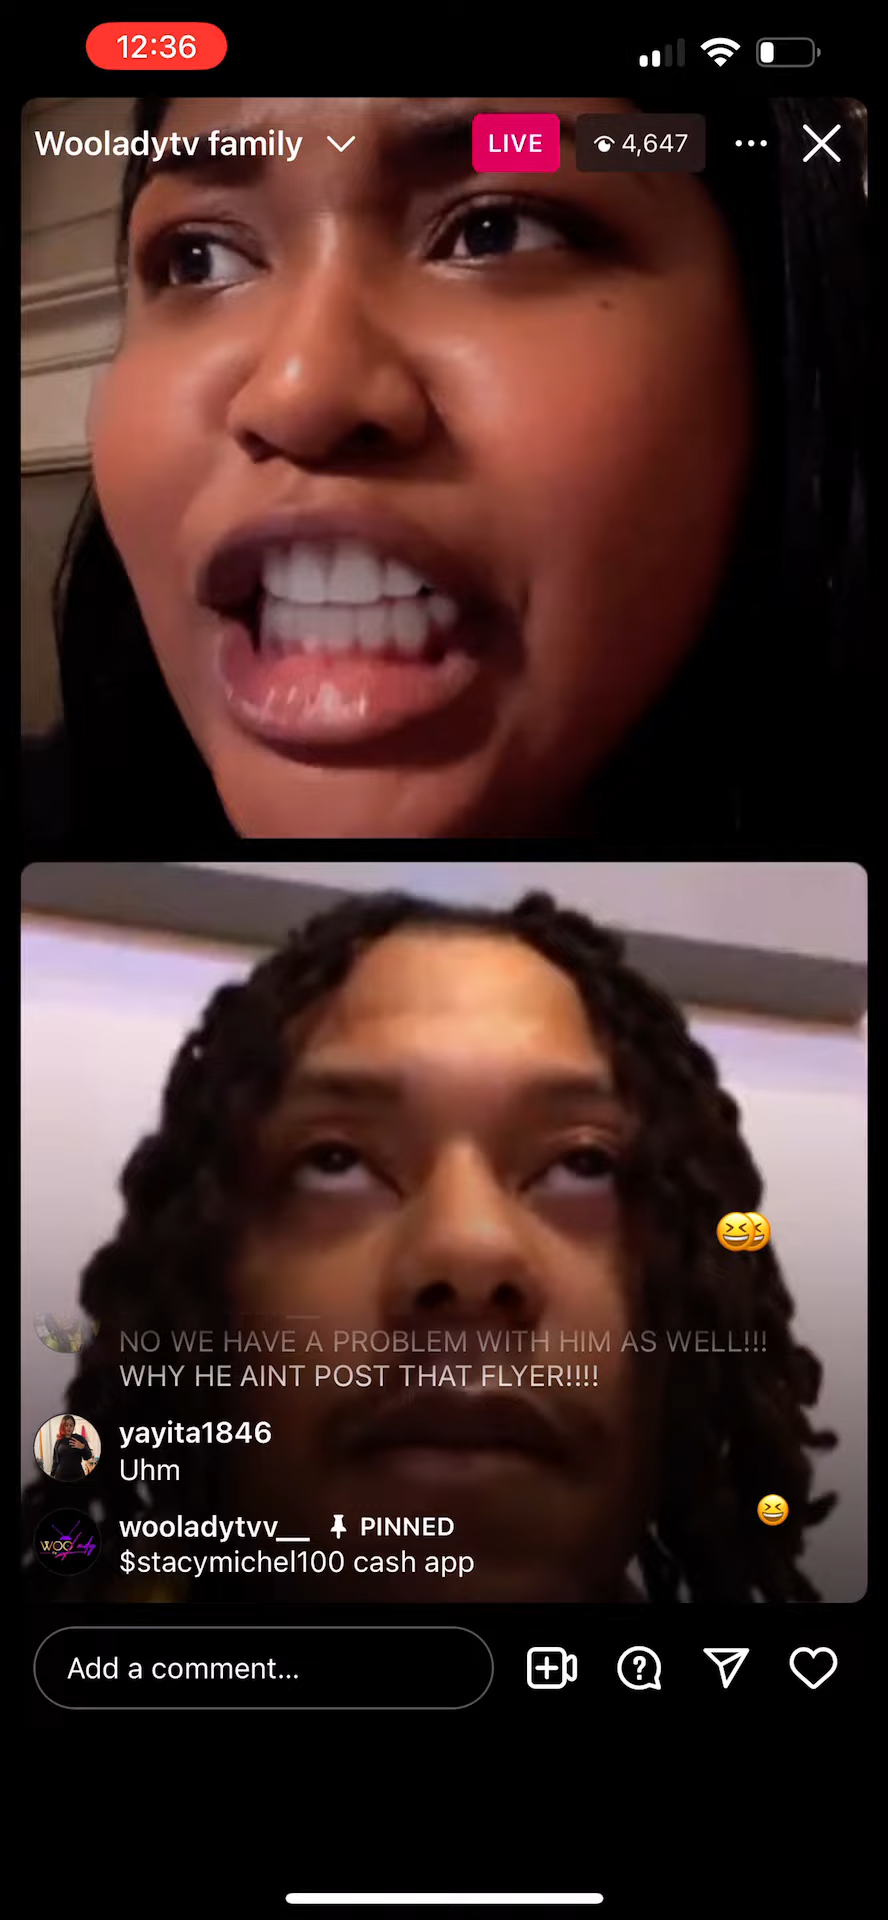 12:36
Wooladytv family
LIVE
4,647
NO WE HAVE A PROBLEM WITH HIM AS WELL!!!
WHY HE AINT POST THAT FLYER!!!!
yayita1846
Uhm
wooladytvv__ PINNED
$stacymichel100 cash app
Add a comment...